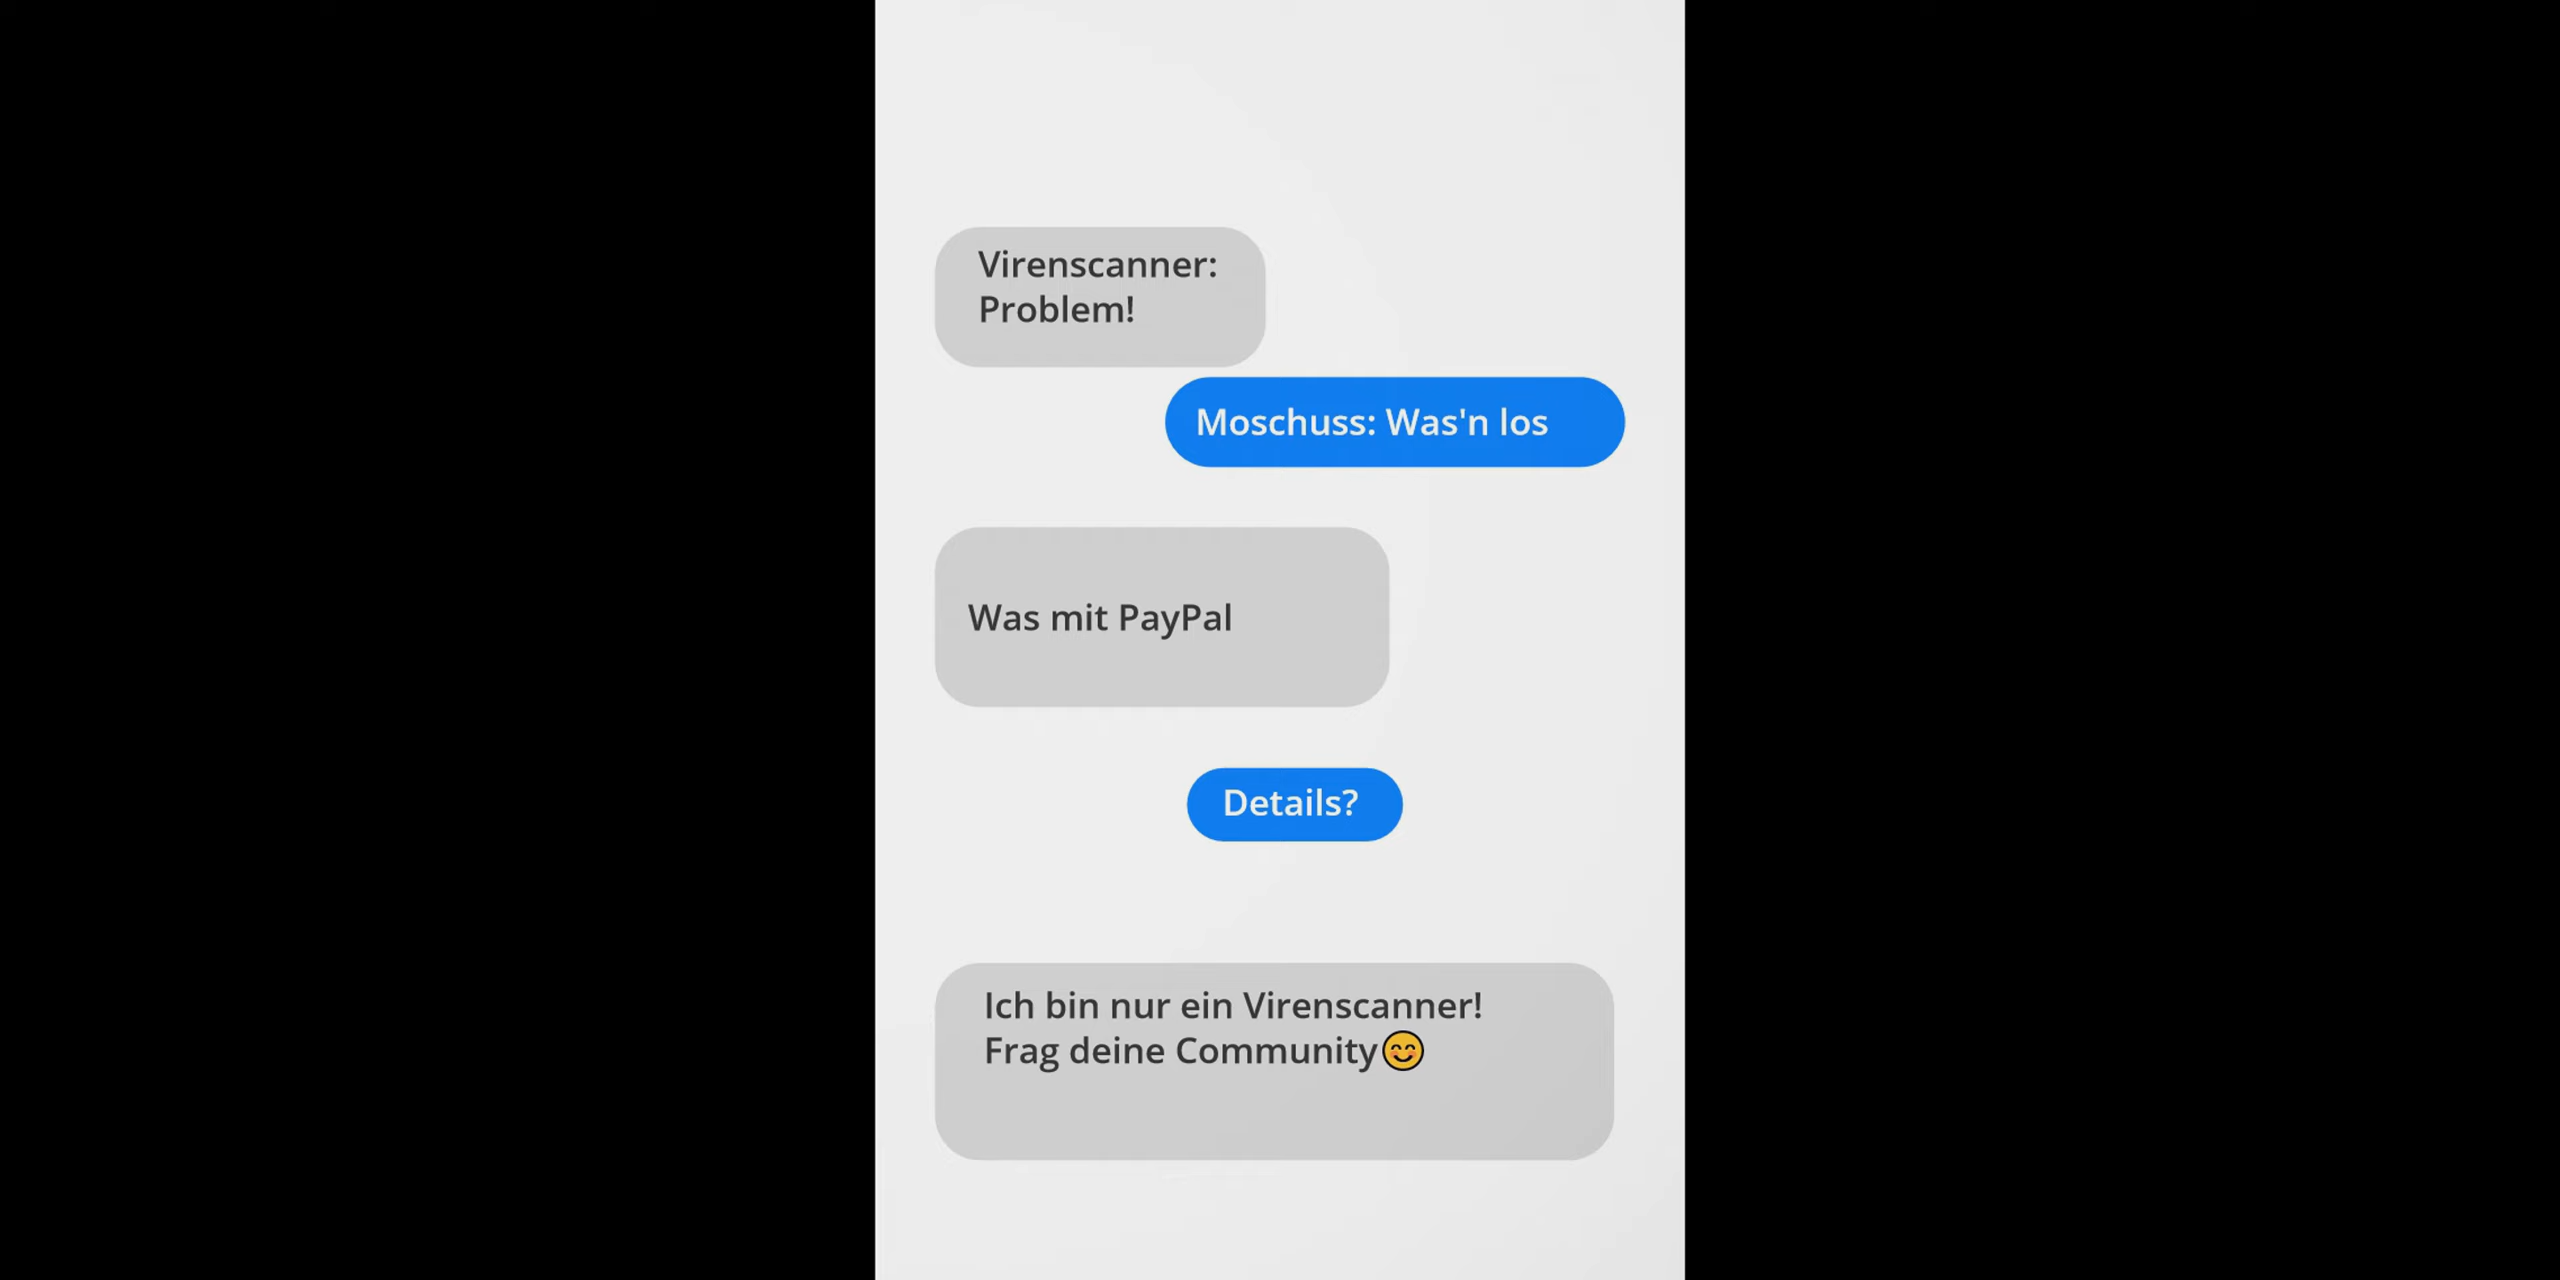 Virenscanner:
Problem!
Moschuss: Was'n los
Was mit PayPal
Details?
Ich bin nur ein Virenscanner!
Frag deine Community😊